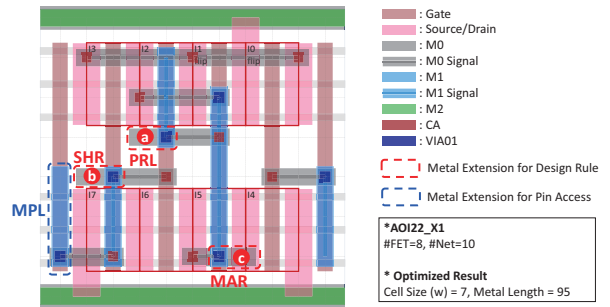 I3
I2
I1
M0
flip
flip
a
PRL
SHR
b
MPL
I7
I6
I5
I4
c
MAR
: Gate
: Source/Drain
: M0
: M0 Signal
: M1
: M1 Signal
: M2
: CA
: VIA01
: Metal Extension for Design Rule
: Metal Extension for Pin Access
*AOI22_X1
#FET=8, #Net=10
* Optimized Result
Cell Size (w) = 7, Metal Length = 95